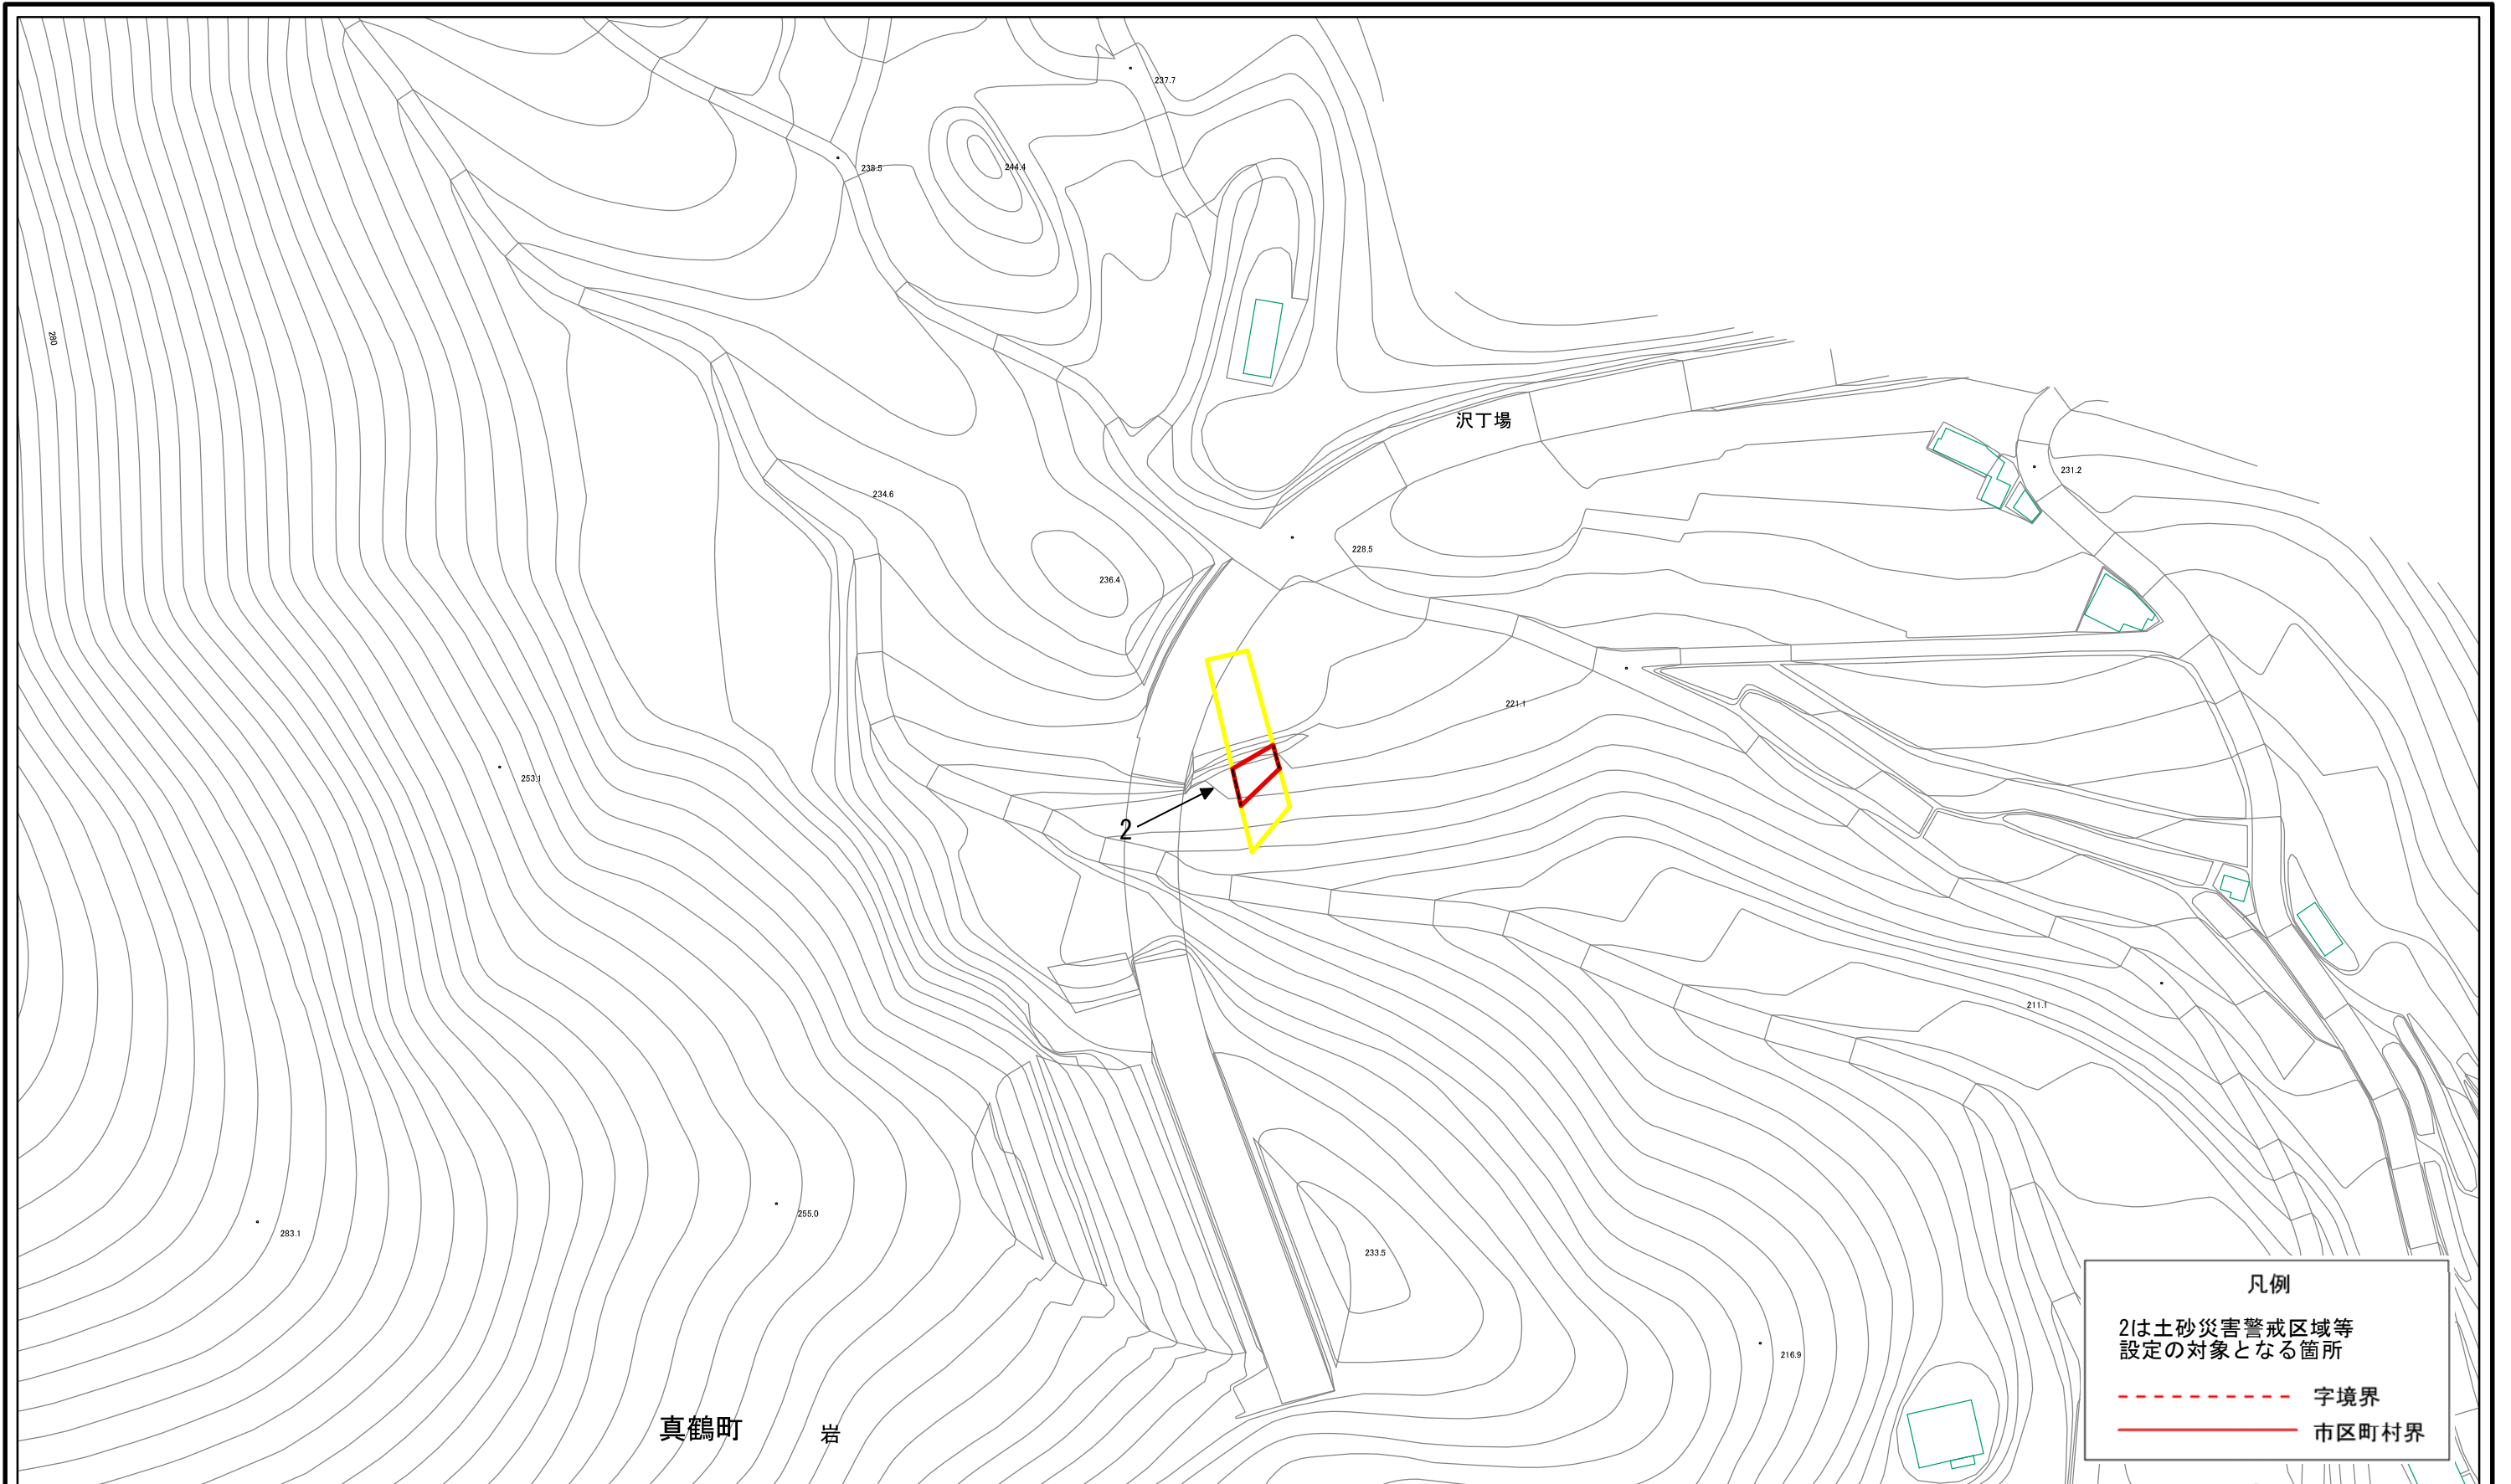 237.7
238.5
244.4
280
沢丁場
234.6
231.2
228.5
236.4
221.1
253.1
2
211.1
283.1
255.0
233.5
216.9
真鶴町
岩
凡例
2は土砂災害警戒区域等
設定の対象となる箇所
字境界
市区町村界